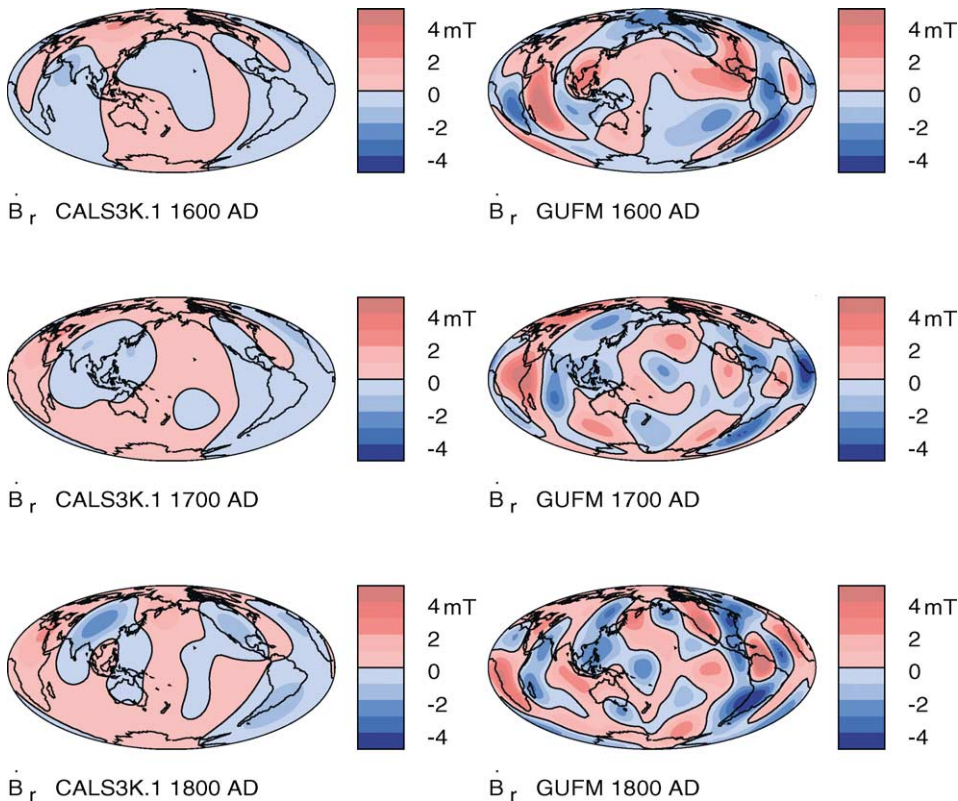 4 mT
2
0
-2
-4
Ḃr CALS3K.1 1600 AD
4 mT
2
0
-2
-4
Ḃr GUFM 1600 AD
4 mT
2
0
-2
-4
Ḃr CALS3K.1 1700 AD
4 mT
2
0
-2
-4
Ḃr GUFM 1700 AD
4 mT
2
0
-2
-4
Ḃr CALS3K.1 1800 AD
4 mT
2
0
-2
-4
Ḃr GUFM 1800 AD